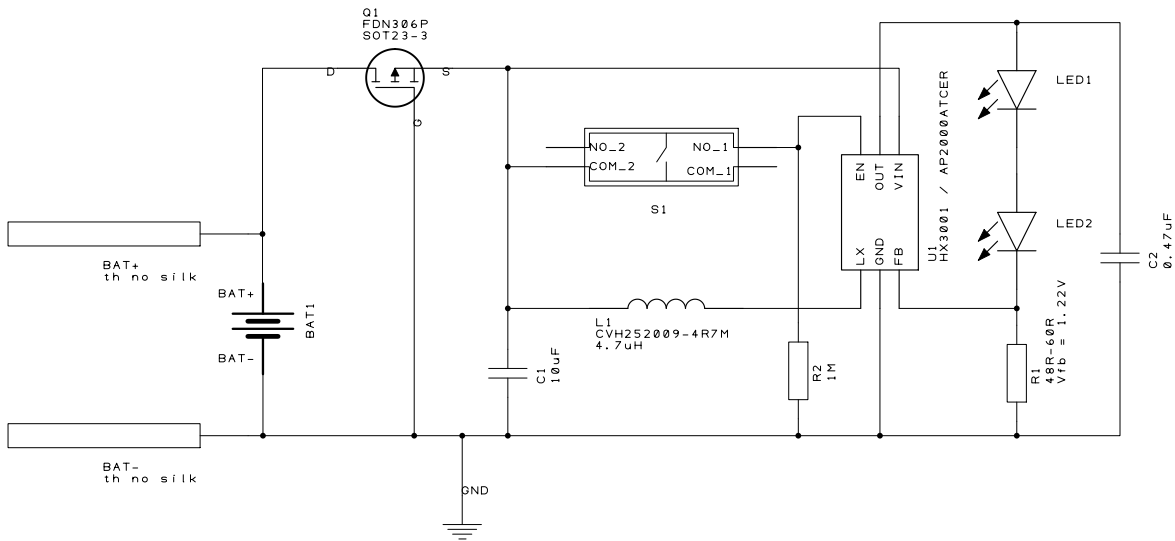 Q1
FDN306P
SOT23-3
D
S
G
NO_2
COM_2
NO_1
COM_1
S1
EN
OUT
VIN
LX
GND
FB
U1
HX3001 / AP2000ATCER
LED1
LED2
C2
0.47uF
BAT+
th no silk
BAT+
BAT-
BAT1
L1
CVH252009-4R7M
4.7uH
C1
10uF
R2
1M
R1
48R-60R
Vfb = 1.22V
BAT-
th no silk
GND